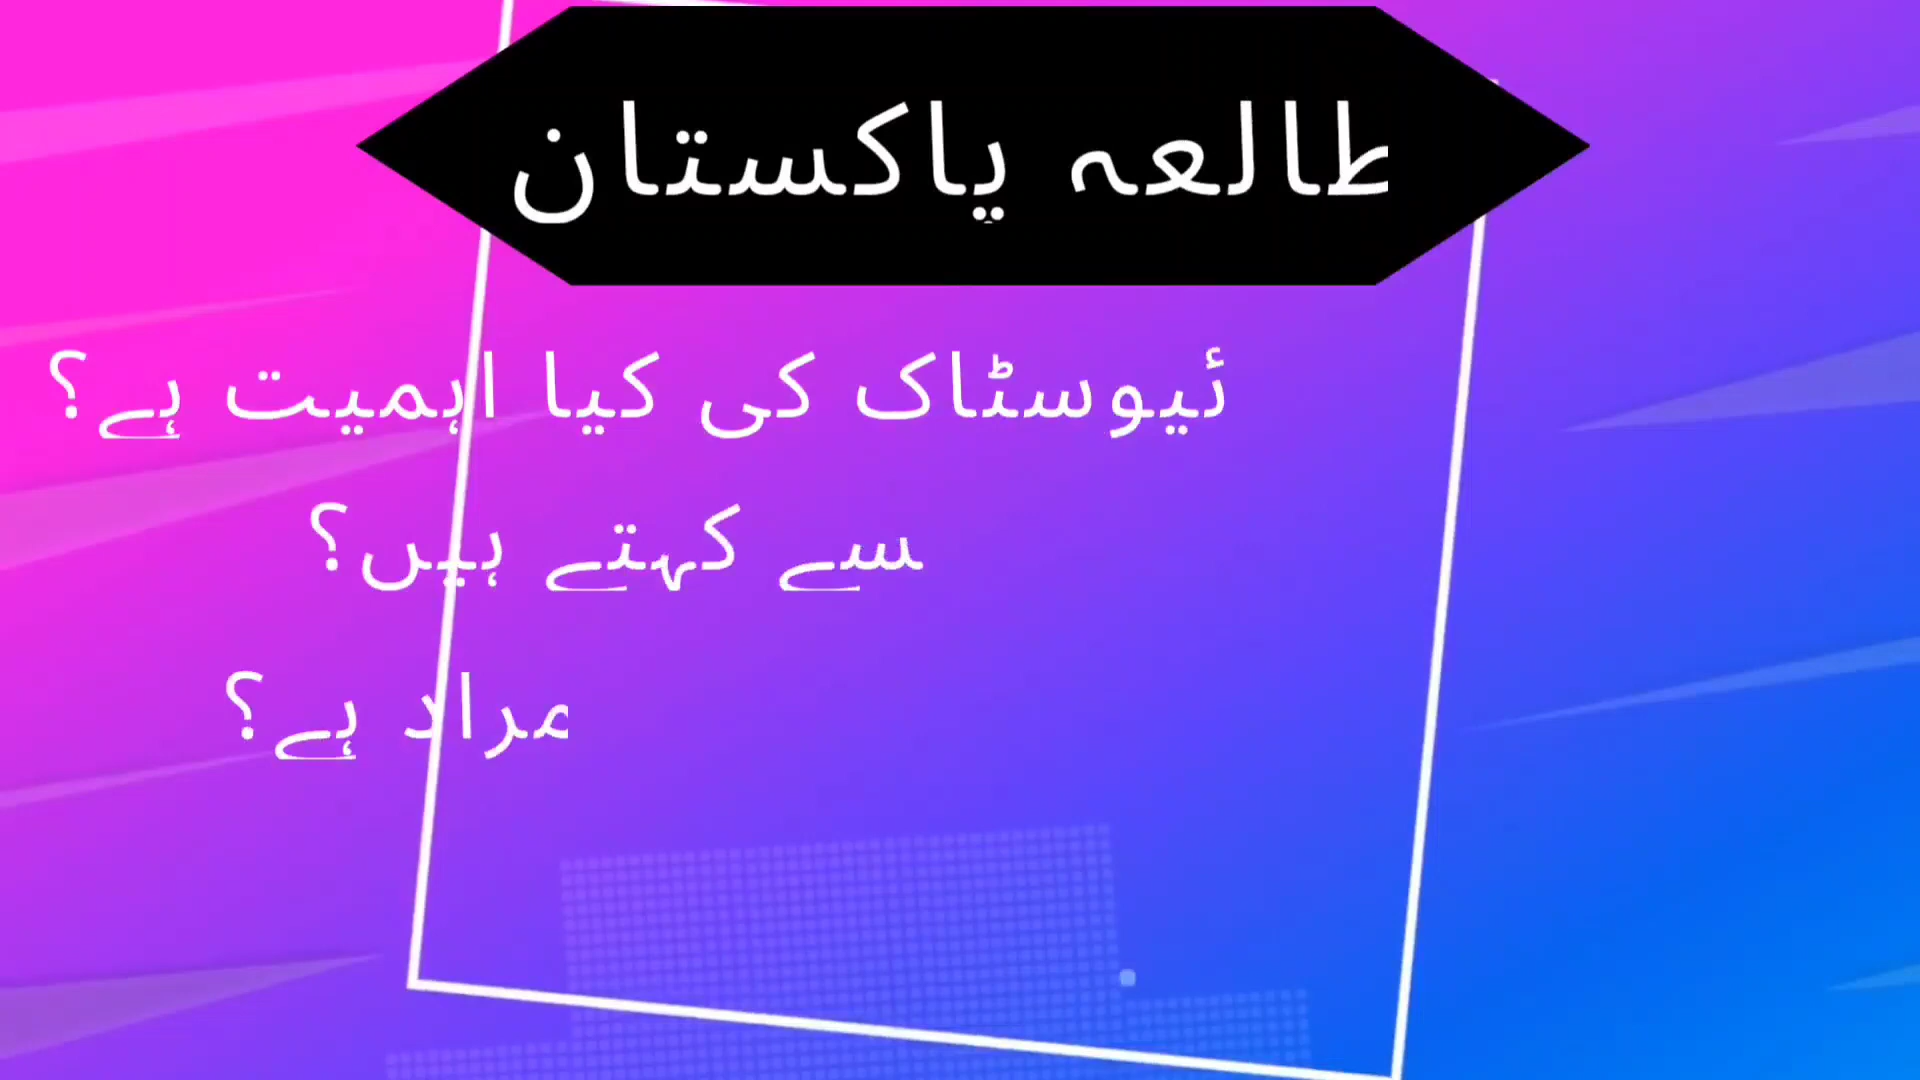 طالعہ پاکستان
ئیوسٹاک کی کیا اہمیت ہے؟
سے کہتے ہیں؟
مراد ہے؟